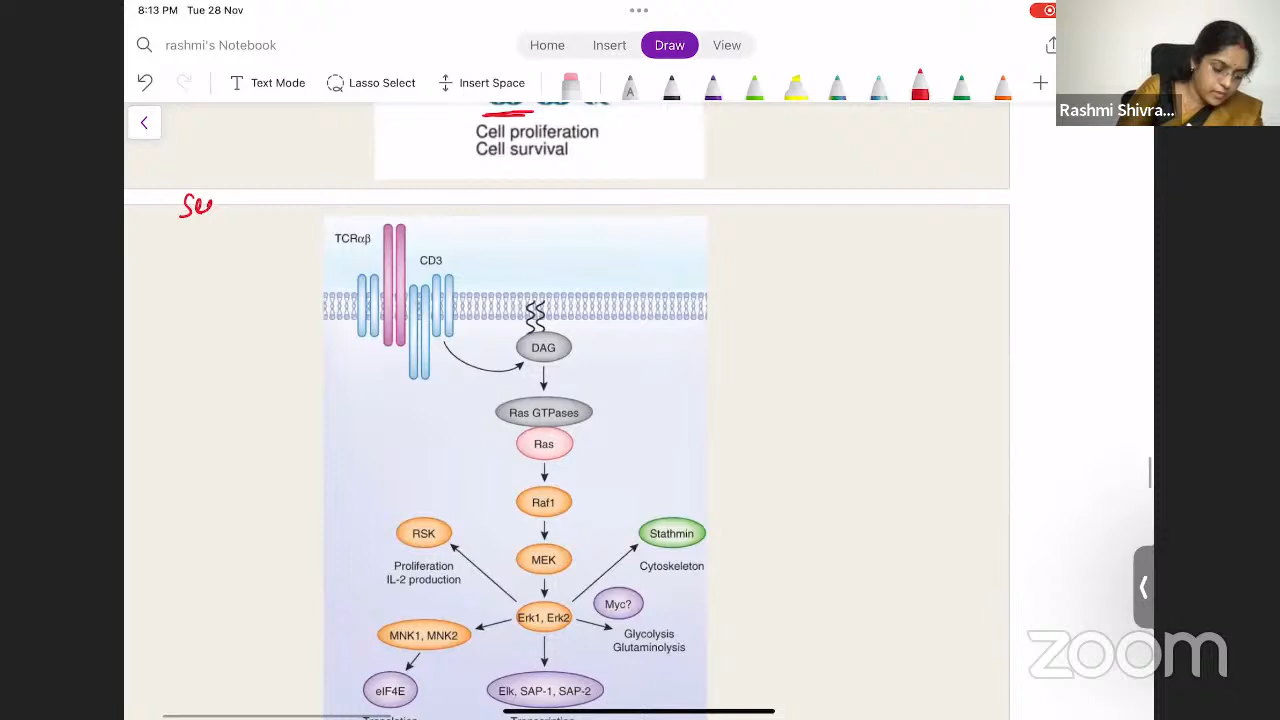 8:13 PM Tue 28 Nov
rashmi's Notebook
Home Insert Draw View
Text Mode Lasso Select Insert Space
A
Rashmi Shivra...
Cell proliferation
Cell survival
TCRαβ
CD3
DAG
Ras GTPases
Ras
Raf1
RSK
Stathmin
MEK
Proliferation
IL-2 production
Cytoskeleton
Myc?
Erk1, Erk2
MNK1, MNK2
Glycolysis
Glutaminolysis
eIF4E
Elk, SAP-1, SAP-2
zoom